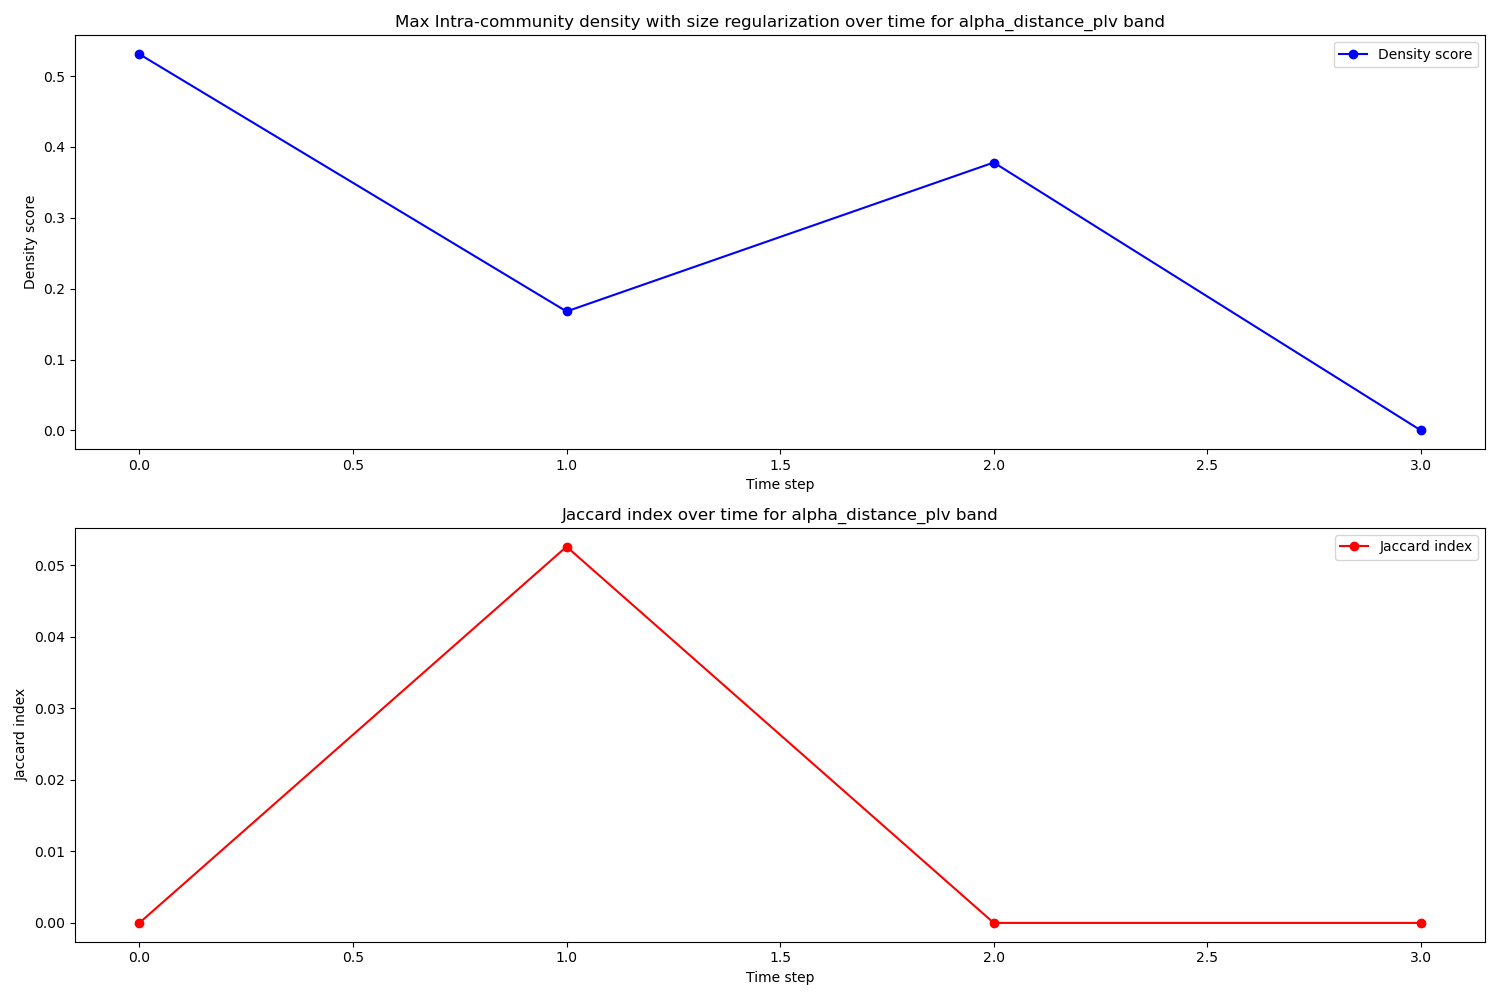 Max Intra-community density with size regularization over time for alpha_distance_plv band
Density score
0.5
0.4
0.3
0.2
0.1
0.0
Density score
0.0 0.5 1.0 1.5 2.0 2.5 3.0
Time step
Jaccard index over time for alpha_distance_plv band
Jaccard index
0.05
0.04
0.03
0.02
0.01
0.00
Jaccard index
0.0 0.5 1.0 1.5 2.0 2.5 3.0
Time step